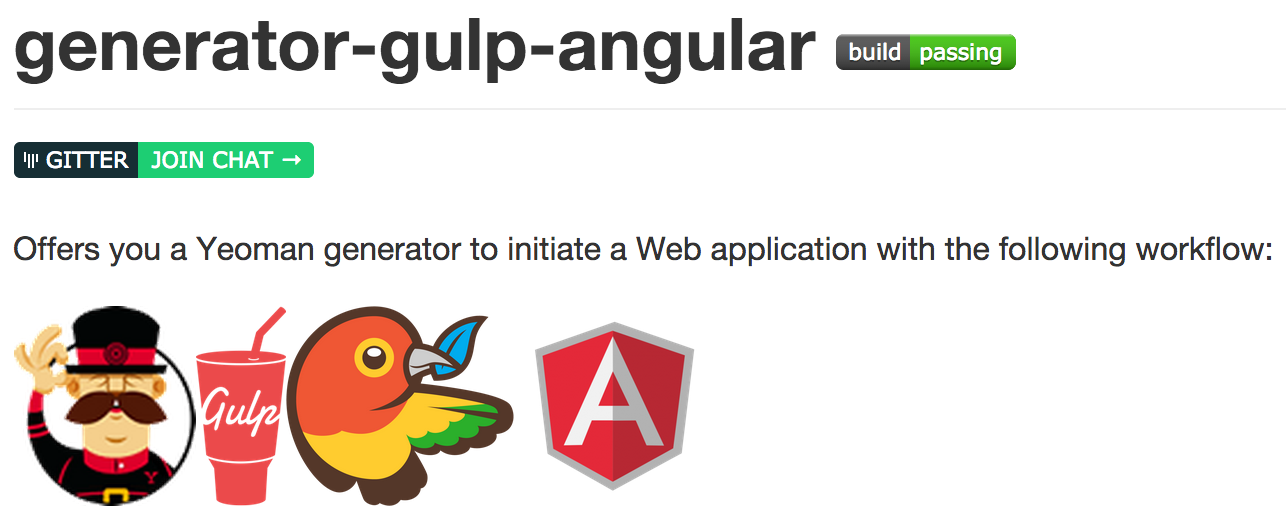 generator-gulp-angular build passing
GITTER JOIN CHAT →
Offers you a Yeoman generator to initiate a Web application with the following workflow:
Y Gulp A